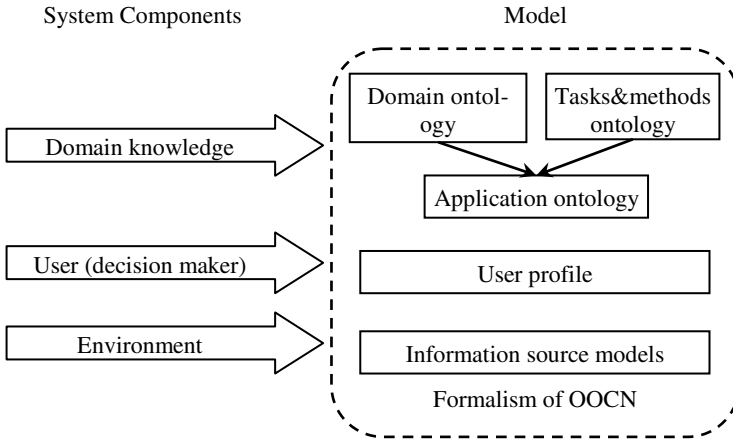 System Components
Model
Domain ontol-
ogy
Tasks&methods
ontology
Domain knowledge
Application ontology
User (decision maker)
User profile
Environment
Information source models
Formalism of OOCN